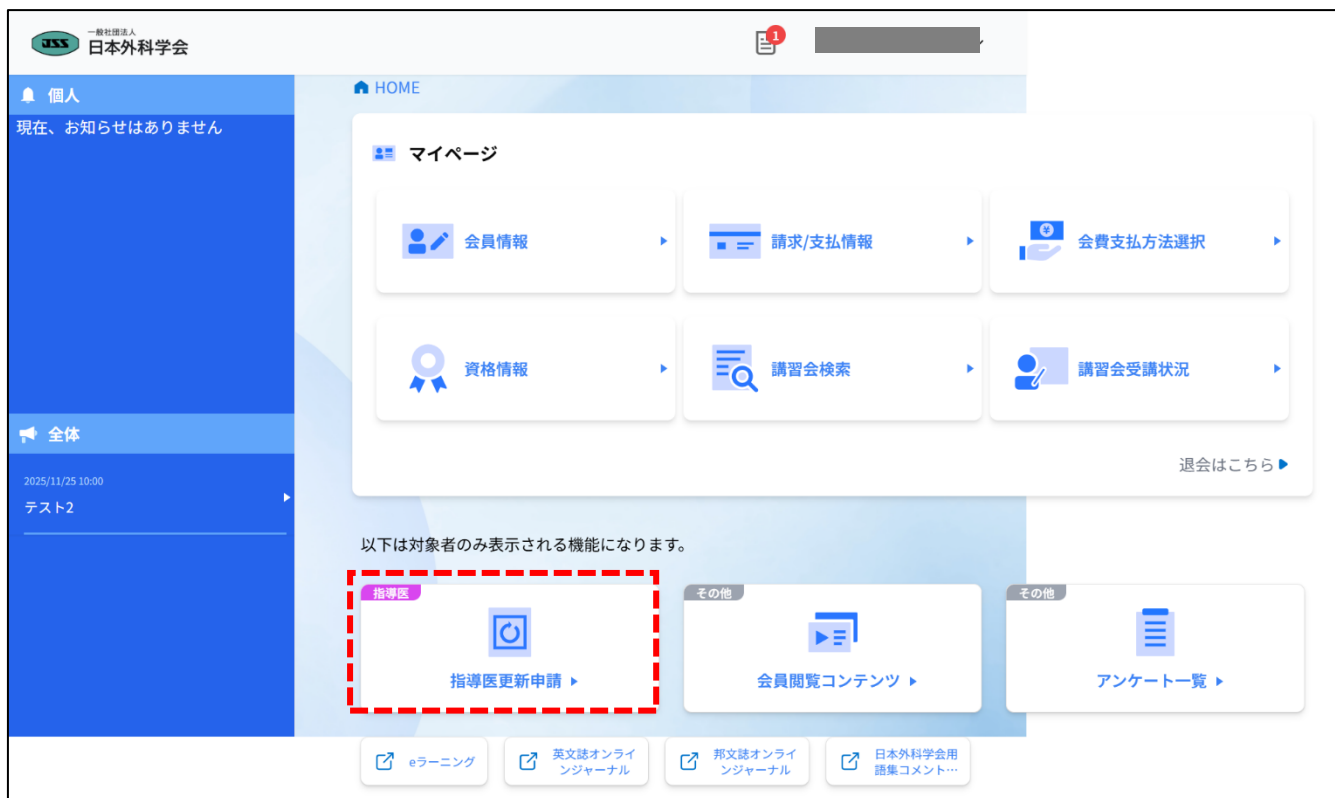 JSS
一般社団法人
日本外科学会
1
個人
現在、お知らせはありません
HOME
マイページ
会員情報
請求/支払情報
会費支払方法選択
資格情報
講習会検索
講習会受講状況
退会はこちら
全体
2025/11/25 10:00
テスト2
以下は対象者のみ表示される機能になります。
指導医
指導医更新申請
その他
会員閲覧コンテンツ
その他
アンケート一覧
eラーニング
英文誌オンライ
ンジャーナル
邦文誌オンライ
ンジャーナル
日本外科学会用
語集コメント…